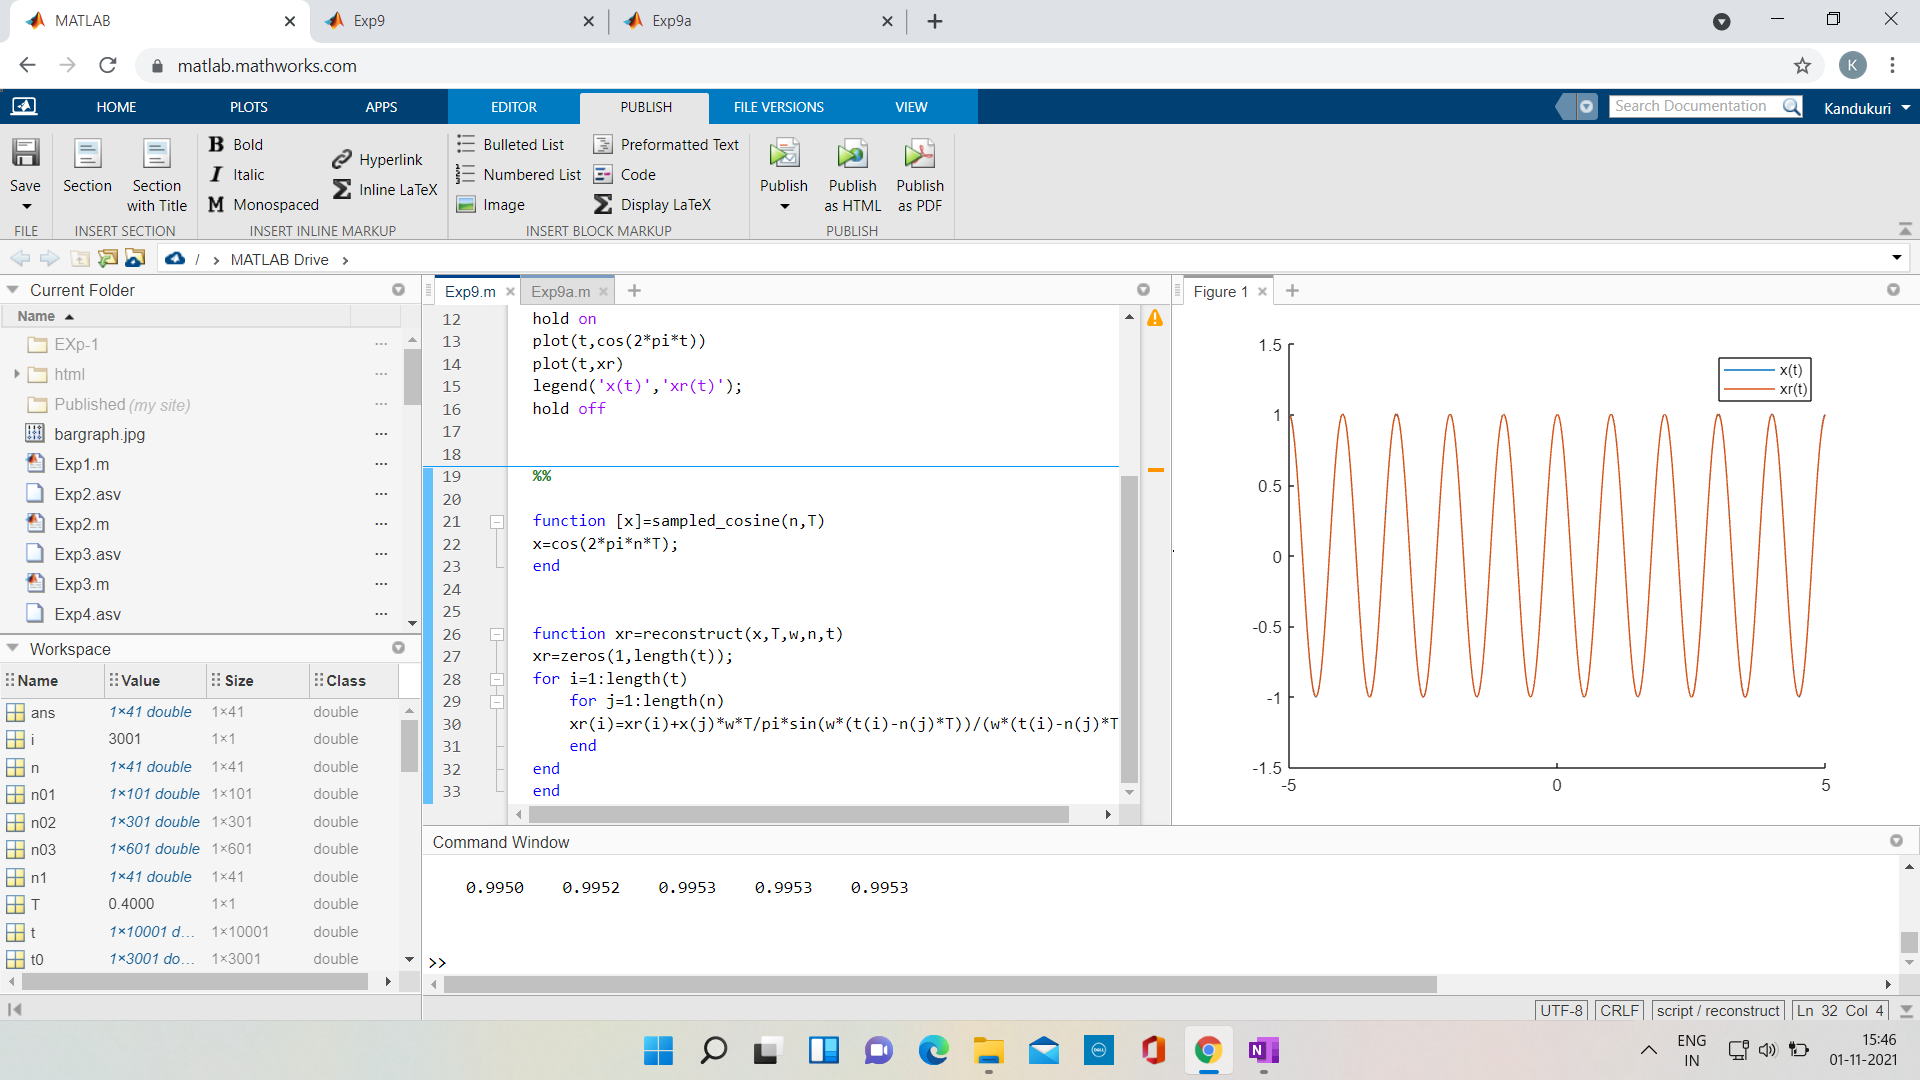 MATLAB
Exp9
Exp9a
matlab.mathworks.com
K
HOME
PLOTS
APPS
EDITOR
PUBLISH
FILE VERSIONS
VIEW
Search Documentation
Kandukuri
Save
Section
Section with Title
B Bold
I Italic
M Monospaced
Hyperlink
Inline LaTeX
Bulleted List
Numbered List
Image
Preformatted Text
Code
Display LaTeX
Publish
Publish as HTML
Publish as PDF
FILE
INSERT SECTION
INSERT INLINE MARKUP
INSERT BLOCK MARKUP
PUBLISH
/ › MATLAB Drive ›
Current Folder
Name
EXp-1
html
Published (my site)
bargraph.jpg
Exp1.m
Exp2.asv
Exp2.m
Exp3.asv
Exp3.m
Exp4.asv
Workspace
Name Value Size Class
ans 1×41 double 1×41 double
i 3001 1×1 double
n 1×41 double 1×41 double
n01 1×101 double 1×101 double
n02 1×301 double 1×301 double
n03 1×601 double 1×601 double
n1 1×41 double 1×41 double
T 0.4000 1×1 double
t 1×10001 d... 1×10001 double
t0 1×3001 do... 1×3001 double
Exp9.m
Exp9a.m
12 hold on
13 plot(t,cos(2*pi*t))
14 plot(t,xr)
15 legend('x(t)','xr(t)');
16 hold off
17
18
19 %%
20
21 function [x]=sampled_cosine(n,T)
22 x=cos(2*pi*n*T);
23 end
24
25
26 function xr=reconstruct(x,T,w,n,t)
27 xr=zeros(1,length(t));
28 for i=1:length(t)
29 for j=1:length(n)
30 xr(i)=xr(i)+x(j)*w*T/pi*sin(w*(t(i)-n(j)*T))/(w*(t(i)-n(j)*T
31 end
32 end
33 end
Figure 1
1.5
1
0.5
0
-0.5
-1
-1.5
-5
0
5
x(t)
xr(t)
Command Window
0.9950 0.9952 0.9953 0.9953 0.9953
>>
UTF-8
CRLF
script / reconstruct
Ln 32 Col 4
DELL
N
ENG
IN
15:46
01-11-2021